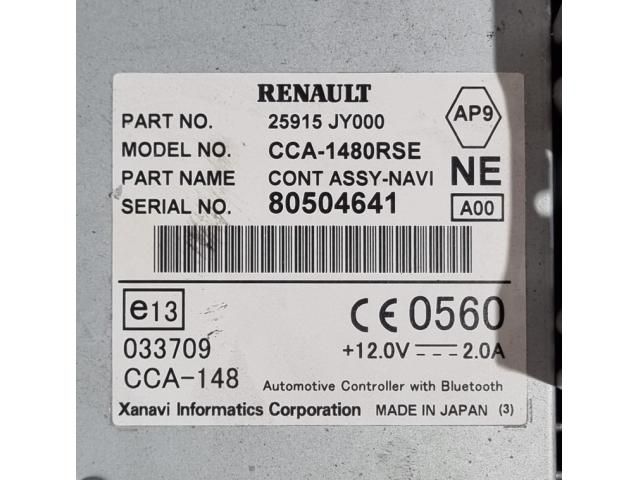 RENAULT
AP9
PART NO. 25915 JY000
MODEL NO. CCA-1480RSE
PART NAME CONT ASSY-NAVI NE
SERIAL NO. 80504641 A00
e13 CE 0560
033709 +12.0V 2.0A
CCA-148 Automotive Controller with Bluetooth
Xanavi Informatics Corporation MADE IN JAPAN (3)